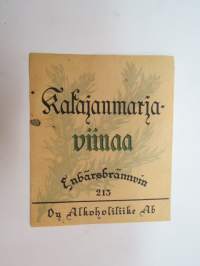 Katajanmarja-
viinaa
Enbärsbrännvin
213
Oy Alkoholiliike Ab